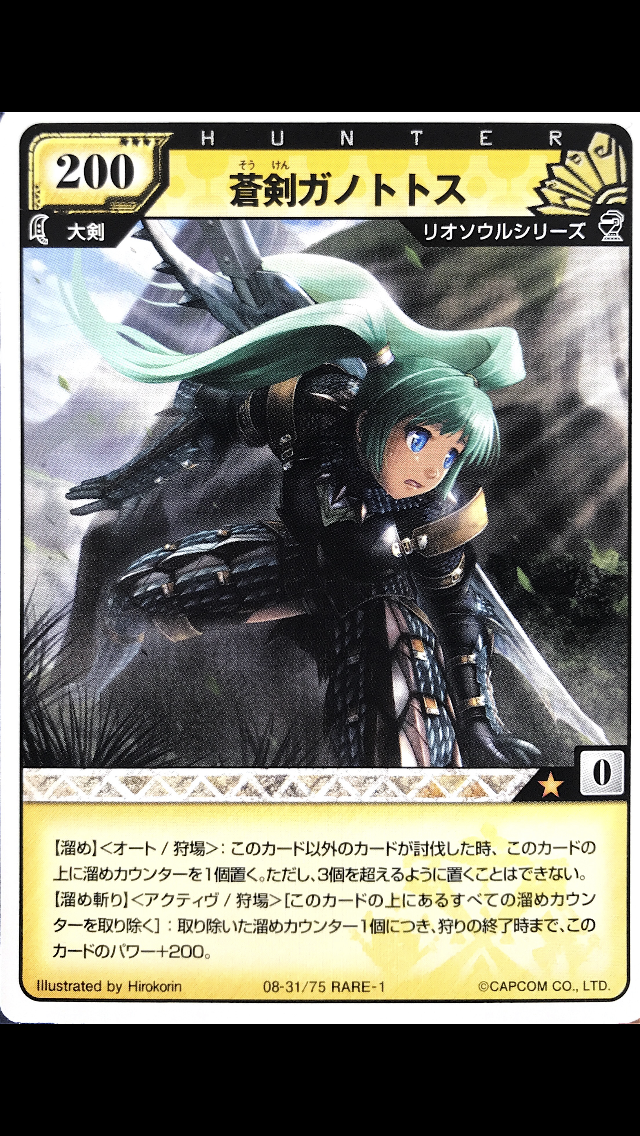 HUNTER
200
そう けん
蒼剣ガノトトス
大剣
リオソウルシリーズ
0
【溜め】<オート / 狩場>：このカード以外のカードが討伐した時、このカードの
上に溜めカウンターを1個置く。ただし、3個を超えるように置くことはできない。
【溜め斬り】<アクティヴ / 狩場>[このカードの上にあるすべての溜めカウン
ターを取り除く]：取り除いた溜めカウンター1個につき、狩りの終了時まで、この
カードのパワー+200。
Illustrated by Hirokorin
08-31/75 RARE-1
©CAPCOM CO., LTD.